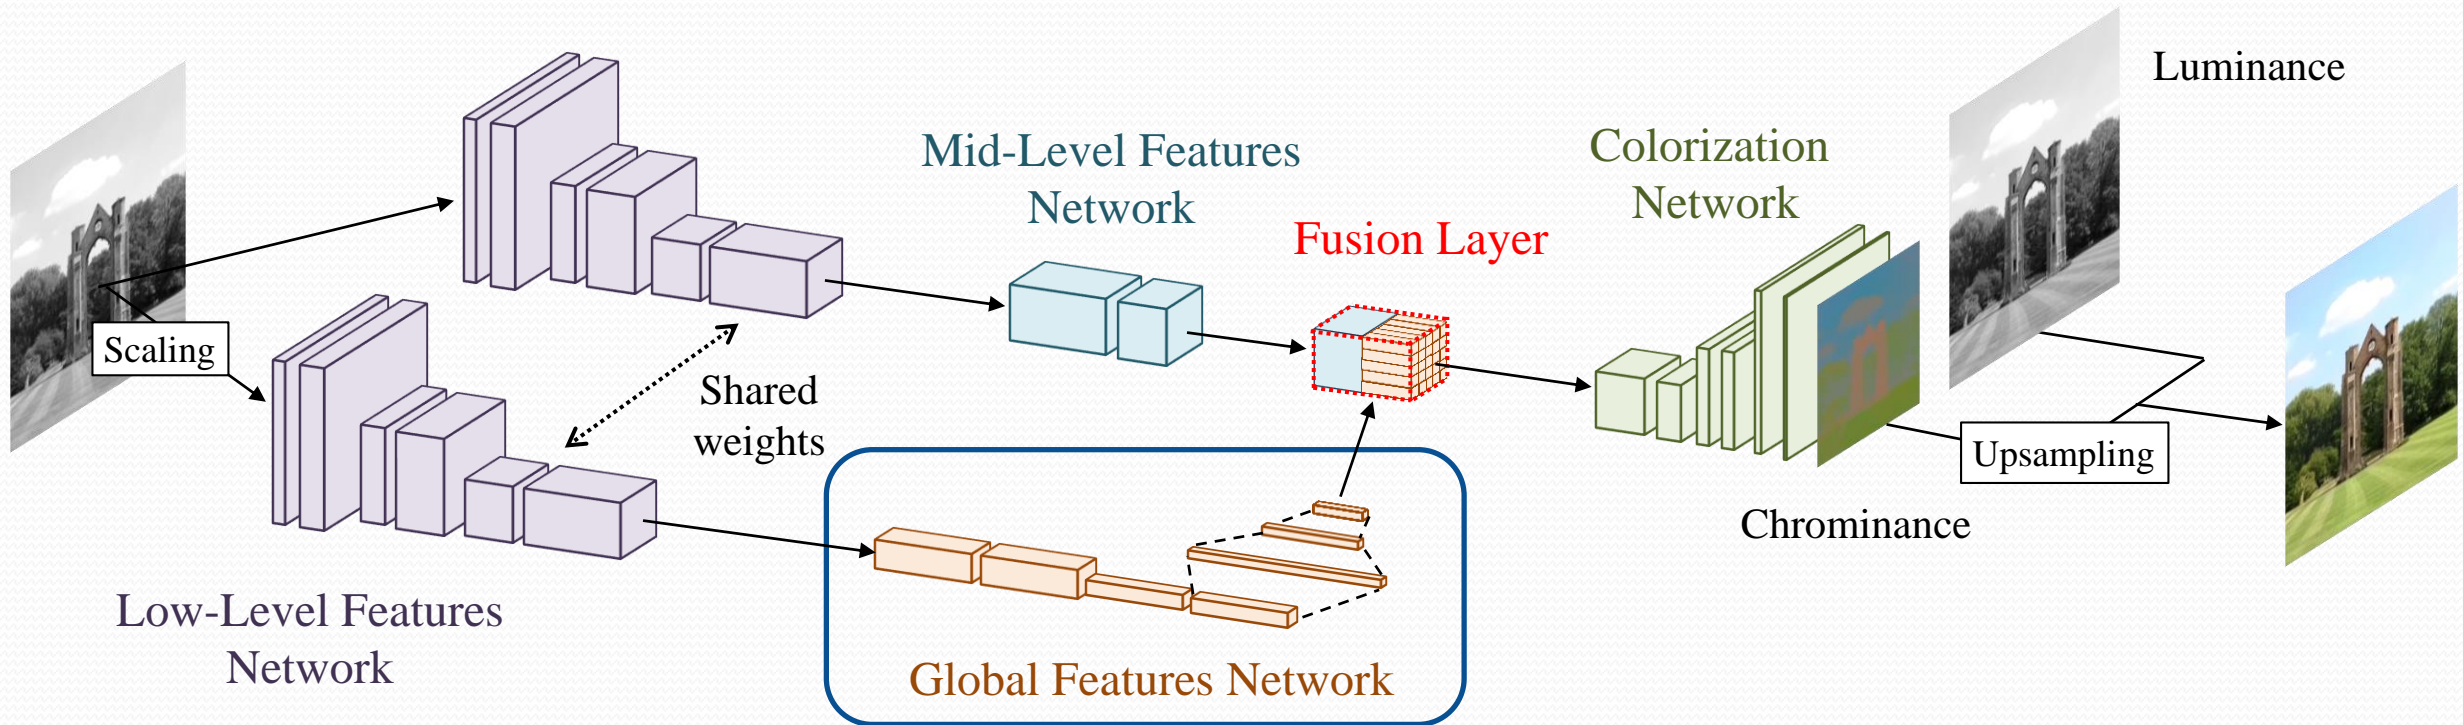 Luminance
Mid-Level Features
Network
Colorization
Network
Fusion Layer
Scaling
Shared
weights
Upsampling
Chrominance
Low-Level Features
Network
Global Features Network